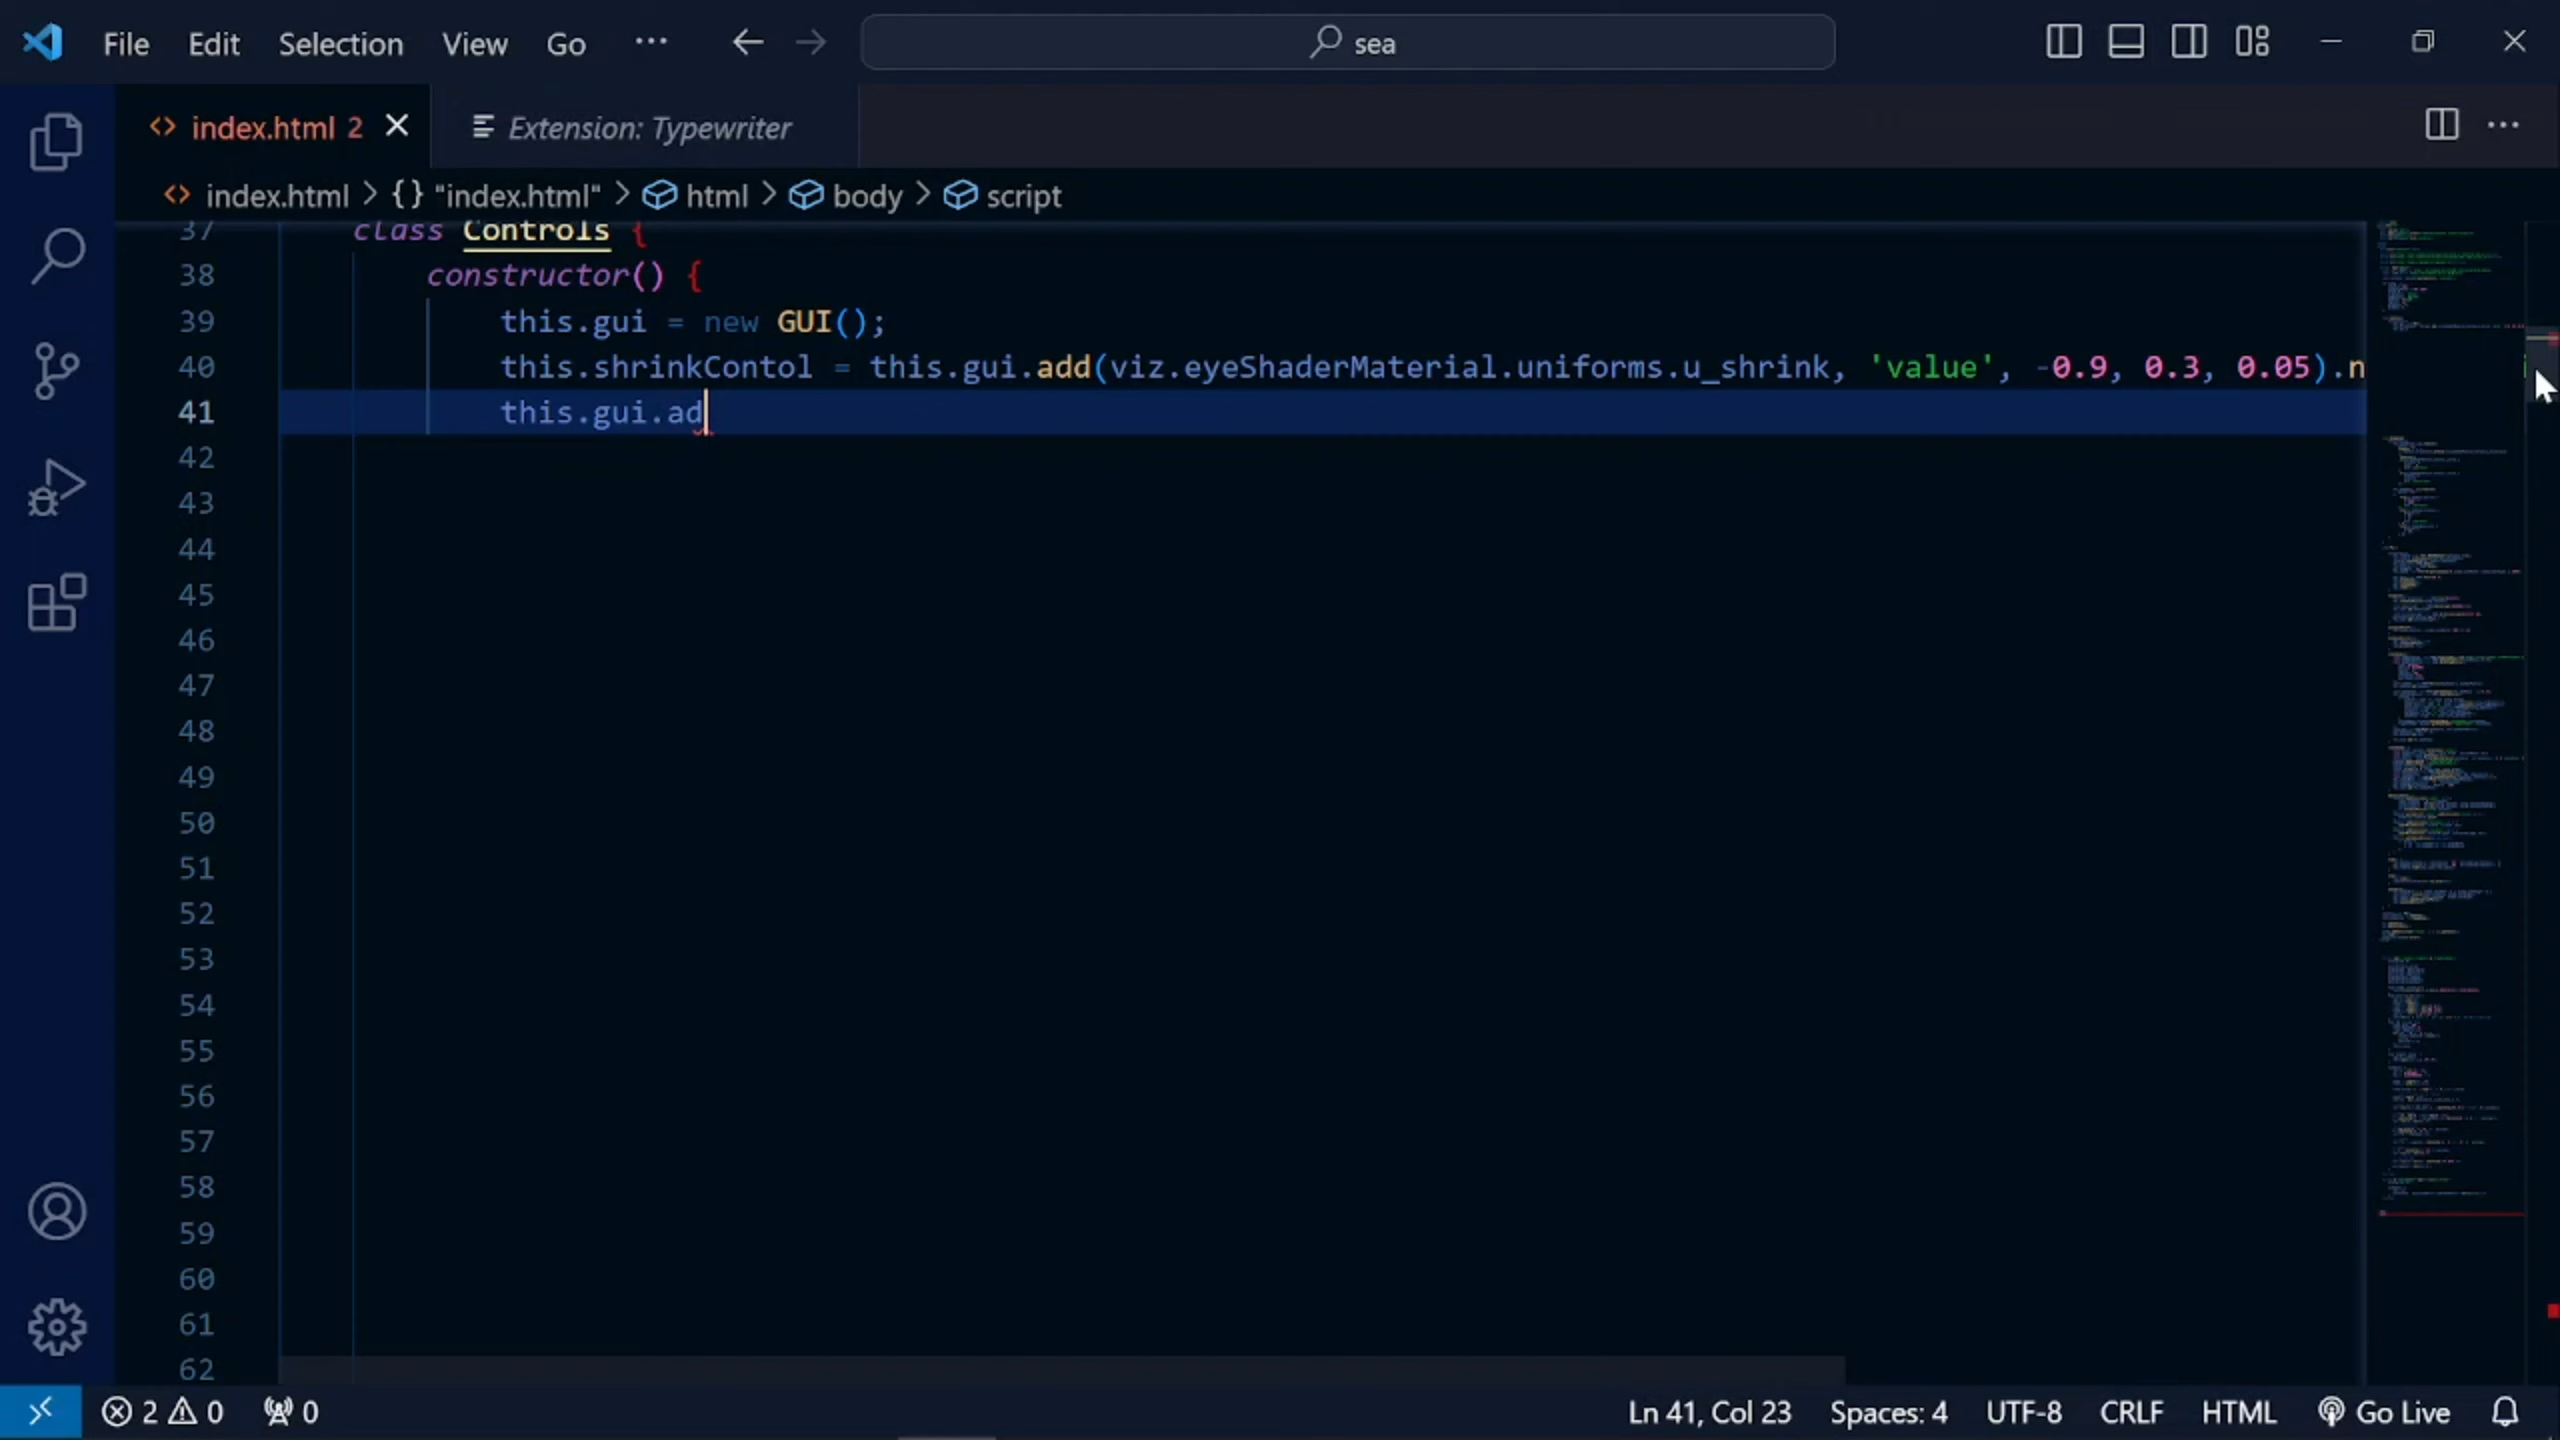 File Edit Selection View Go ··· sea
index.html 2 Extension: Typewriter
index.html > {} "index.html" > html > body > script
37 class Controls {
38 constructor() {
39 this.gui = new GUI();
40 this.shrinkContol = this.gui.add(viz.eyeShaderMaterial.uniforms.u_shrink, 'value', -0.9, 0.3, 0.05).n
41 this.gui.ad
42
43
44
45
46
47
48
49
50
51
52
53
54
55
56
57
58
59
60
61
62
2 0 0 Ln 41, Col 23 Spaces: 4 UTF-8 CRLF HTML Go Live